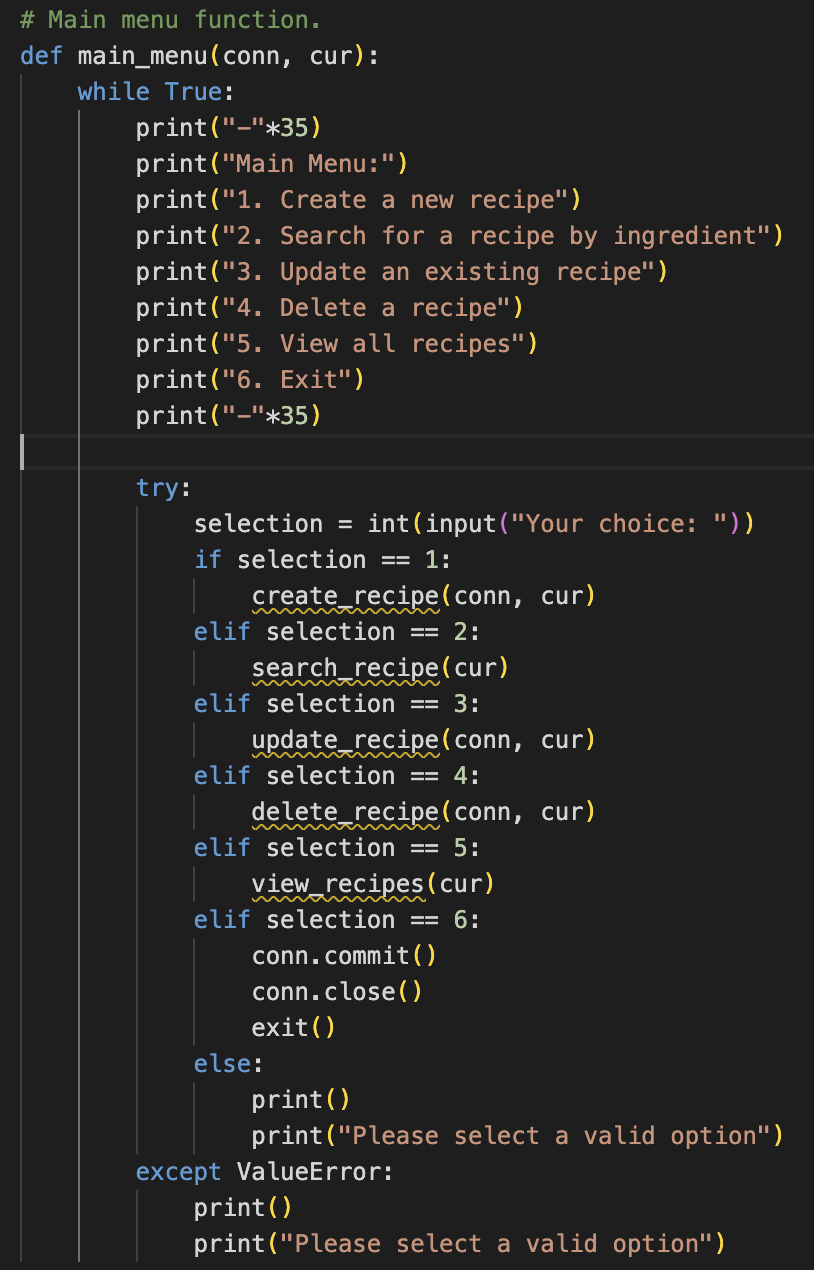 # Main menu function.
def main_menu(conn, cur):
    while True:
        print("-"*35)
        print("Main Menu:")
        print("1. Create a new recipe")
        print("2. Search for a recipe by ingredient")
        print("3. Update an existing recipe")
        print("4. Delete a recipe")
        print("5. View all recipes")
        print("6. Exit")
        print("-"*35)

        try:
            selection = int(input("Your choice: "))
            if selection == 1:
                create_recipe(conn, cur)
            elif selection == 2:
                search_recipe(cur)
            elif selection == 3:
                update_recipe(conn, cur)
            elif selection == 4:
                delete_recipe(conn, cur)
            elif selection == 5:
                view_recipes(cur)
            elif selection == 6:
                conn.commit()
                conn.close()
                exit()
            else:
                print()
                print("Please select a valid option")
        except ValueError:
            print()
            print("Please select a valid option")